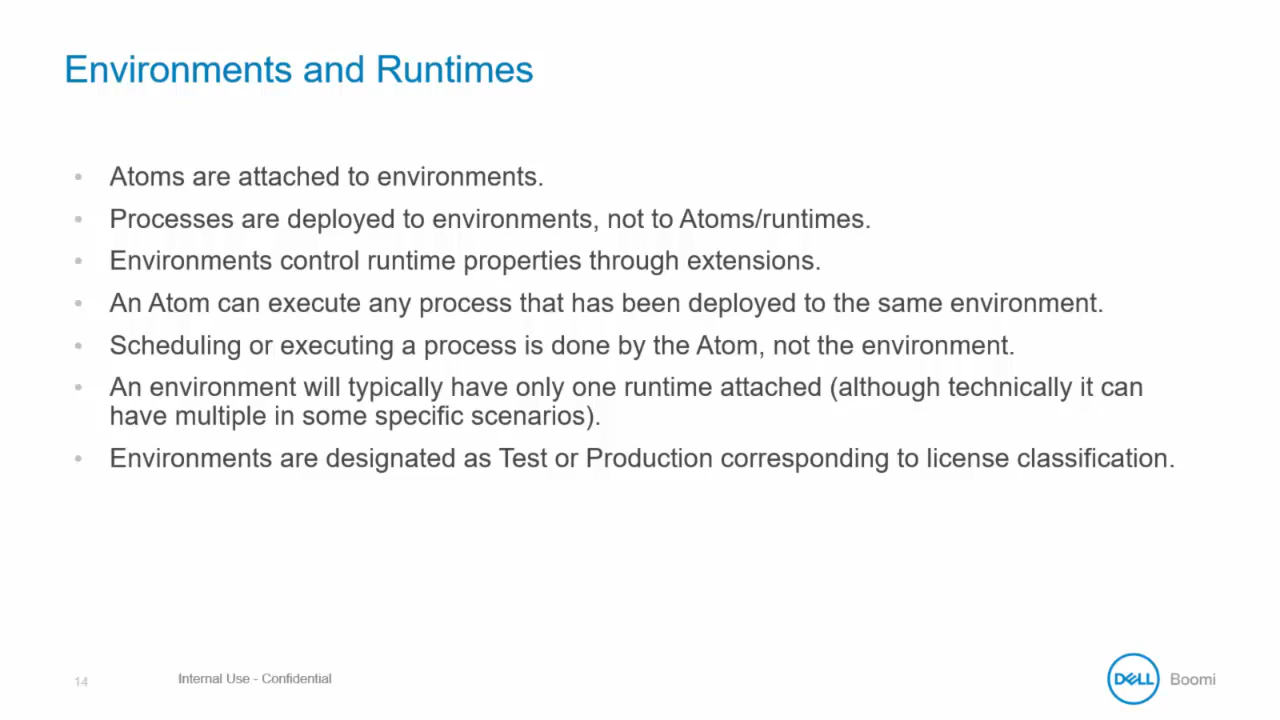 Environments and Runtimes
• Atoms are attached to environments.
• Processes are deployed to environments, not to Atoms/runtimes.
• Environments control runtime properties through extensions.
• An Atom can execute any process that has been deployed to the same environment.
• Scheduling or executing a process is done by the Atom, not the environment.
• An environment will typically have only one runtime attached (although technically it can
have multiple in some specific scenarios).
• Environments are designated as Test or Production corresponding to license classification.
14
Internal Use - Confidential
DELL
Boomi